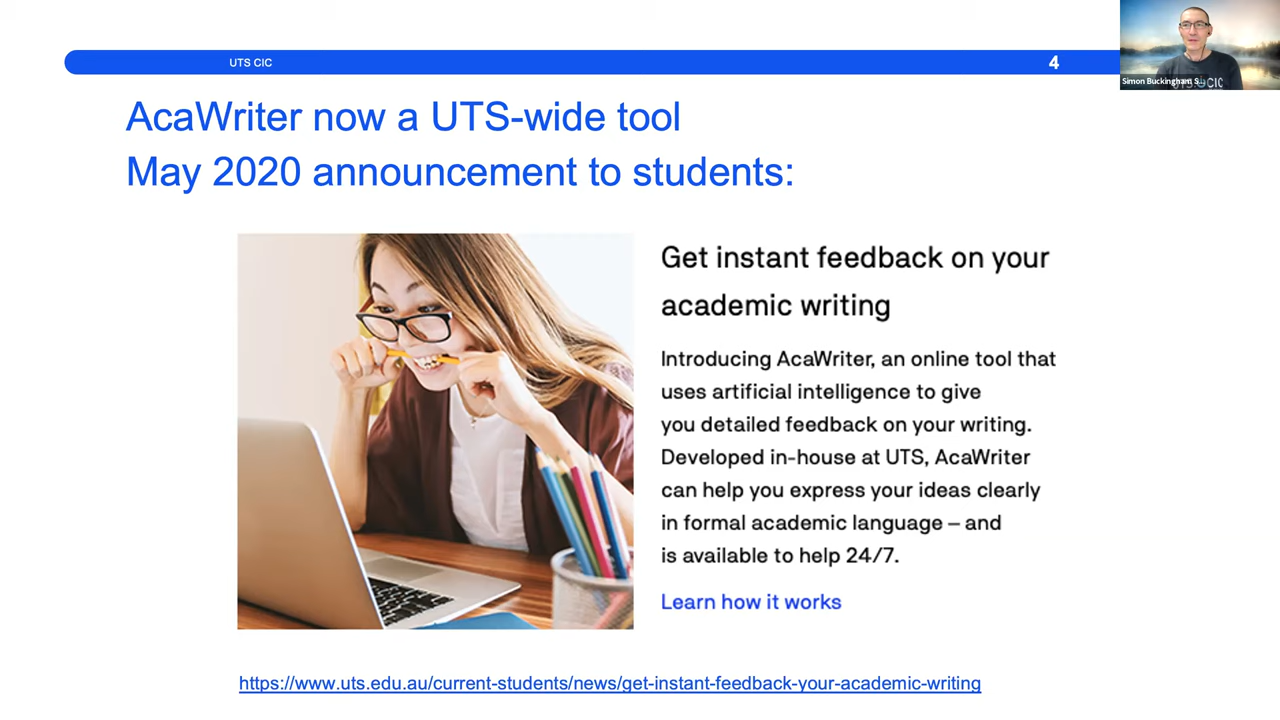 UTS CIC
4
Simon Buckingham S...
UTS CIC
AcaWriter now a UTS-wide tool
May 2020 announcement to students:
Get instant feedback on your
academic writing
Introducing AcaWriter, an online tool that
uses artificial intelligence to give
you detailed feedback on your writing.
Developed in-house at UTS, AcaWriter
can help you express your ideas clearly
in formal academic language – and
is available to help 24/7.
Learn how it works
https://www.uts.edu.au/current-students/news/get-instant-feedback-your-academic-writing